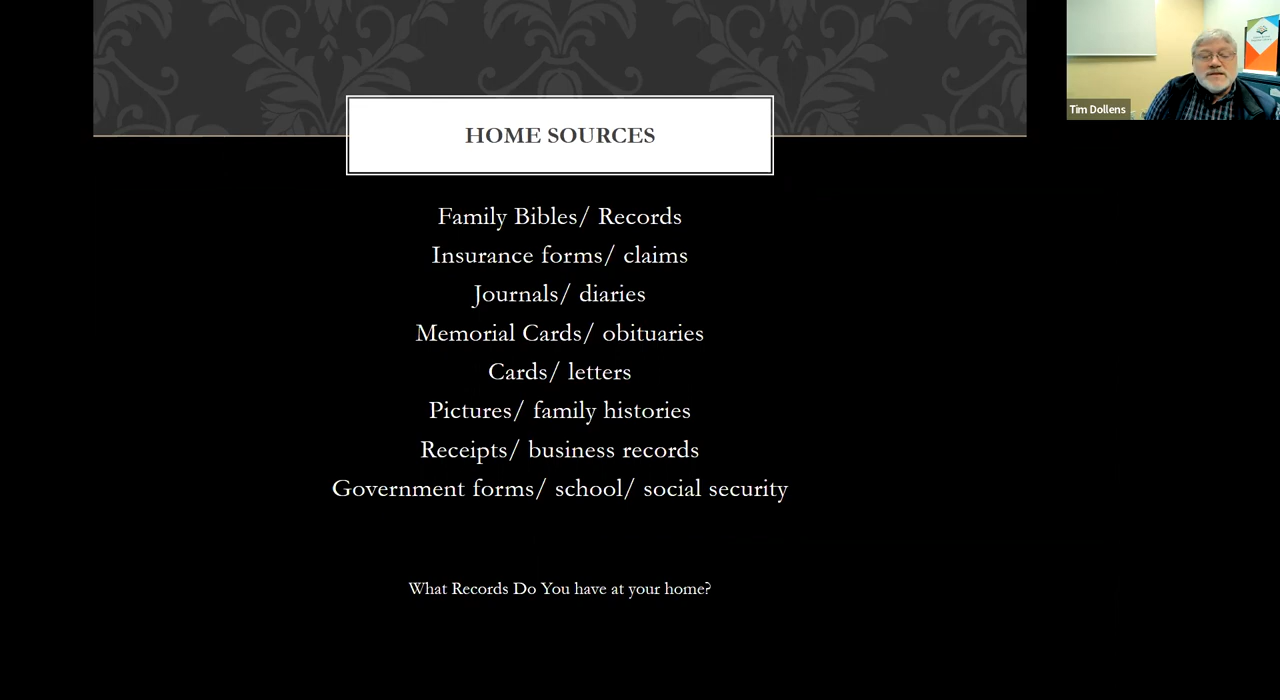 HOME SOURCES
Family Bibles/ Records
Insurance forms/ claims
Journals/ diaries
Memorial Cards/ obituaries
Cards/ letters
Pictures/ family histories
Receipts/ business records
Government forms/ school/ social security
What Records Do You have at your home?
Tim Dollens